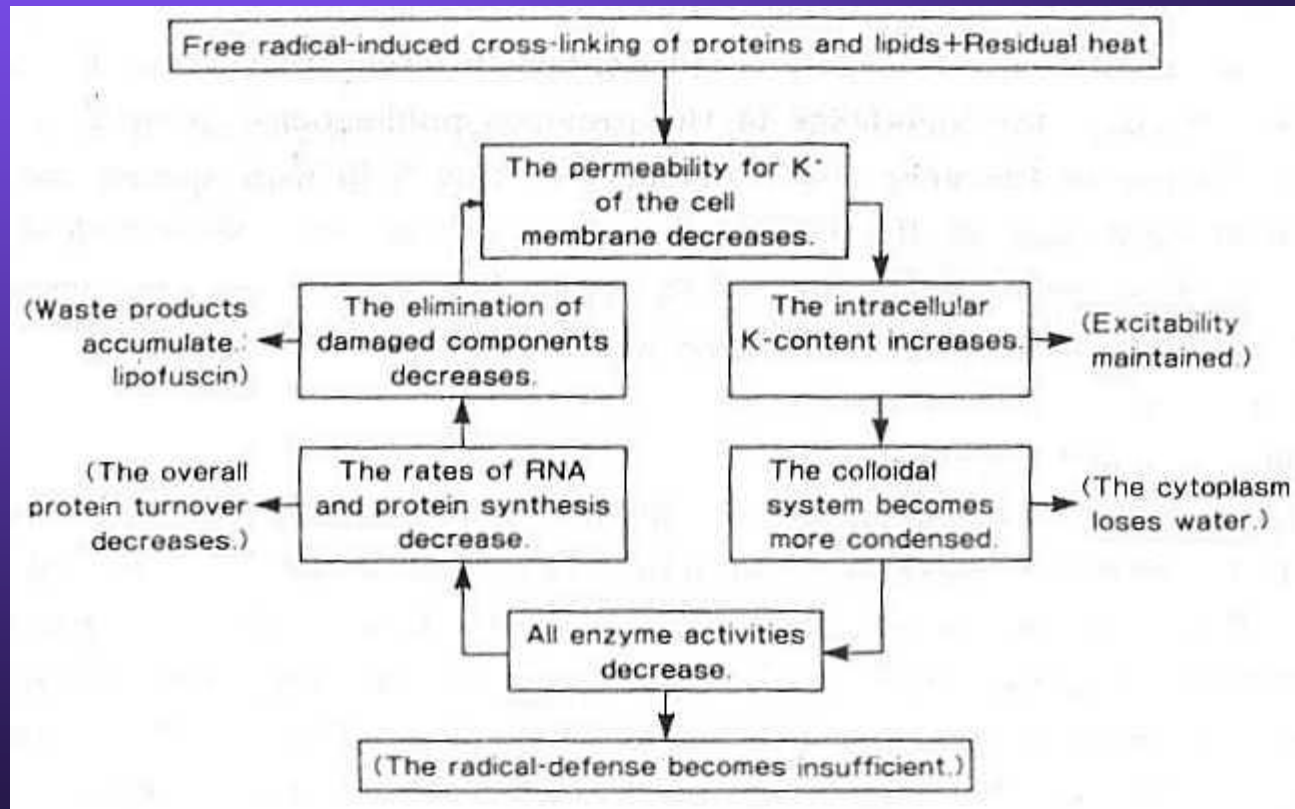 Free radical-induced cross-linking of proteins and lipids+Residual heat
The permeability for K⁺
of the cell
membrane decreases.
(Waste products
accumulate.:
lipofuscin)
The elimination of
damaged components
decreases.
The intracellular
K-content increases.
(Excitability
maintained.)
(The overall
protein turnover
decreases.)
The rates of RNA
and protein synthesis
decrease.
The colloidal
system becomes
more condensed.
(The cytoplasm
loses water.)
All enzyme activities
decrease.
(The radical-defense becomes insufficient.)